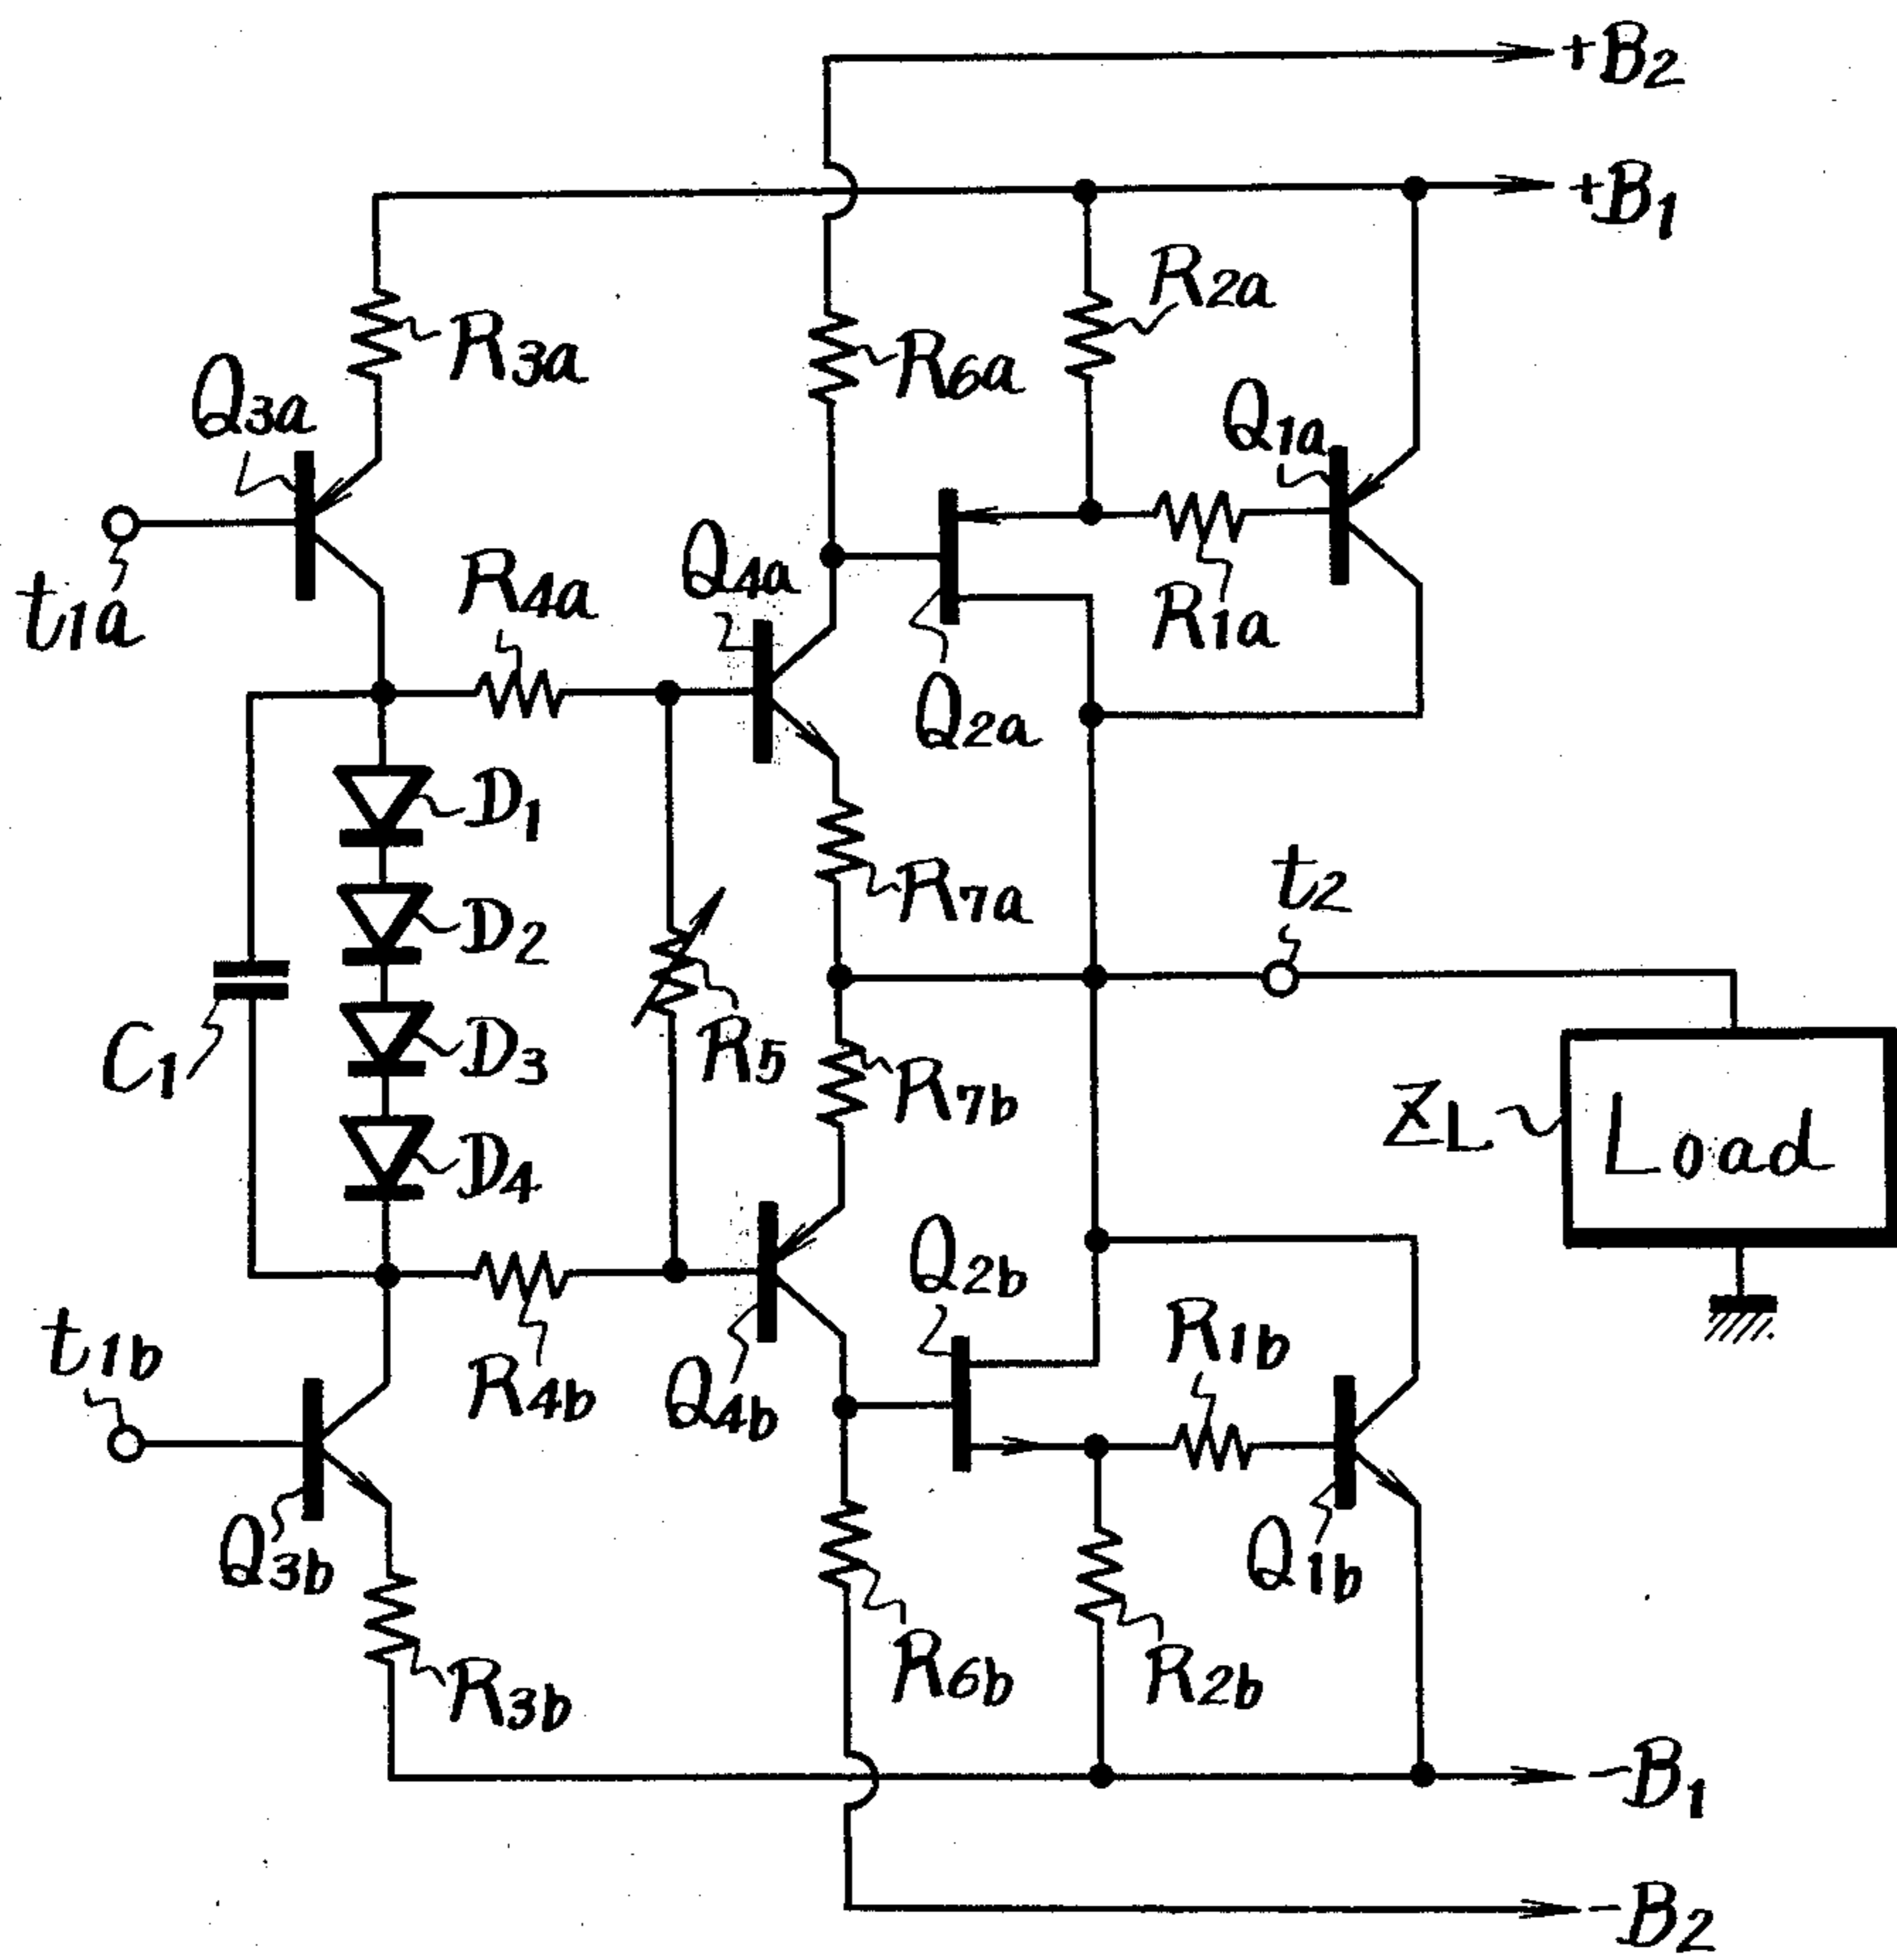 +B2
+B1
R2a
R3a
R6a
Q3a
Q1a
Q4a
R4a
t1a
R1a
Q2a
D1
t2
R7a
D2
C1
D3
R5
R7b
ZL
Load
D4
Q2b
R1b
t1b
R4b
Q4b
Q3b
Q1b
R6b
R2b
R3b
-B1
-B2